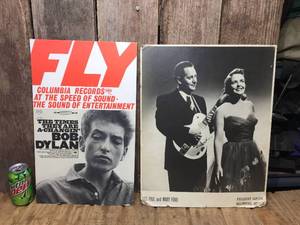 FLY
COLUMBIA RECORDS
AT THE SPEED OF SOUND-
THE SOUND OF ENTERTAINMENT
THE TIMES
THEY ARE
A-CHANGIN'
BOB
DYLAN
LES PAUL and MARY FORD